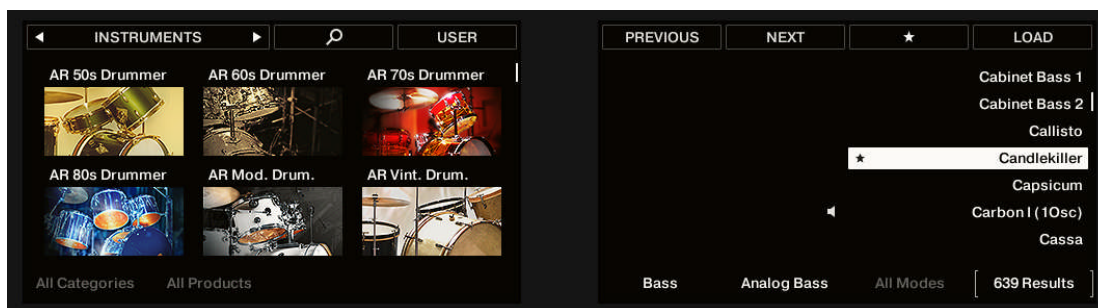 INSTRUMENTS
USER
AR 50s Drummer AR 60s Drummer AR 70s Drummer
AR 80s Drummer AR Mod. Drum. AR Vint. Drum.
All Categories All Products
PREVIOUS NEXT ★ LOAD
Cabinet Bass 1
Cabinet Bass 2
Callisto
★ Candlekiller
Capsicum
Carbon I (1Osc)
Cassa
Bass Analog Bass All Modes [ 639 Results ]